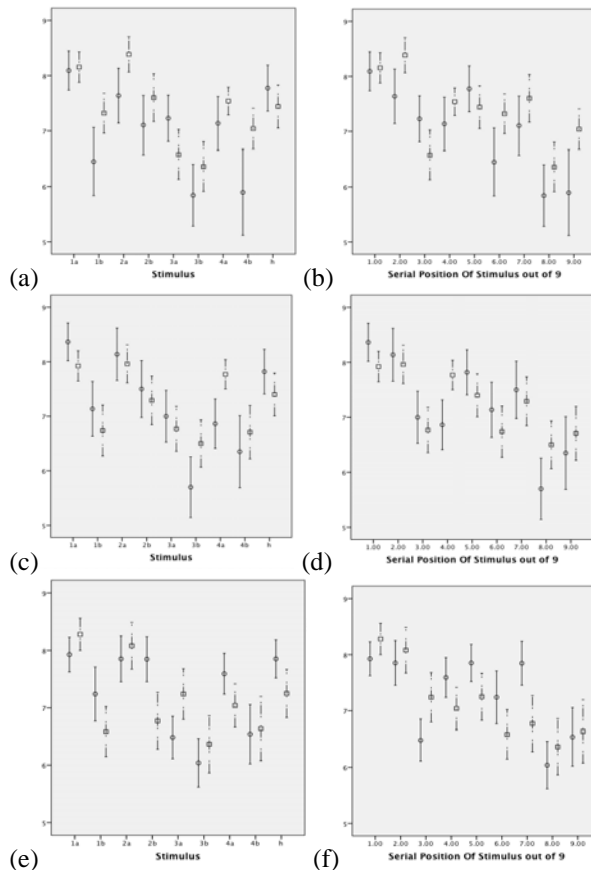 9
8
7
6
5
1a 1b 2a 2b 3a 3b 4a 4b h
(a) Stimulus
9
8
7
6
5
1.00 2.00 3.00 4.00 5.00 6.00 7.00 8.00 9.00
(b) Serial Position Of Stimulus out of 9
9
8
7
6
5
1a 1b 2a 2b 3a 3b 4a 4b h
(c) Stimulus
9
8
7
6
5
1.00 2.00 3.00 4.00 5.00 6.00 7.00 8.00 9.00
(d) Serial Position Of Stimulus out of 9
9
8
7
6
5
1a 1b 2a 2b 3a 3b 4a 4b h
(e) Stimulus
9
8
7
6
5
1.00 2.00 3.00 4.00 5.00 6.00 7.00 8.00 9.00
(f) Serial Position Of Stimulus out of 9